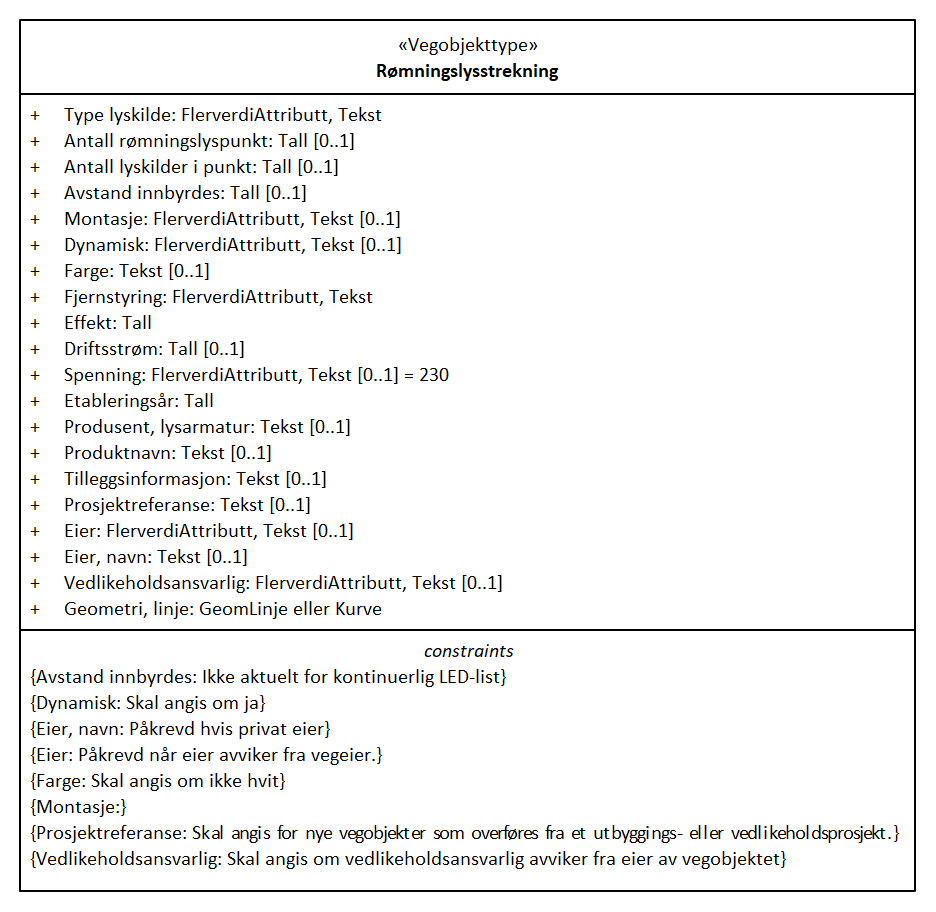 «Vegobjekttype»
Rømningslysstrekning
+ Type lyskilde: FlerverdiAttributt, Tekst
+ Antall rømningslyspunkt: Tall [0..1]
+ Antall lyskilder i punkt: Tall [0..1]
+ Avstand innbyrdes: Tall [0..1]
+ Montasje: FlerverdiAttributt, Tekst [0..1]
+ Dynamisk: FlerverdiAttributt, Tekst [0..1]
+ Farge: Tekst [0..1]
+ Fjernstyring: FlerverdiAttributt, Tekst
+ Effekt: Tall
+ Driftsstrøm: Tall [0..1]
+ Spenning: FlerverdiAttributt, Tekst [0..1] = 230
+ Etableringsår: Tall
+ Produsent, lysarmatur: Tekst [0..1]
+ Produktnavn: Tekst [0..1]
+ Tilleggsinformasjon: Tekst [0..1]
+ Prosjektreferanse: Tekst [0..1]
+ Eier: FlerverdiAttributt, Tekst [0..1]
+ Eier, navn: Tekst [0..1]
+ Vedlikeholdsansvarlig: FlerverdiAttributt, Tekst [0..1]
+ Geometri, linje: GeomLinje eller Kurve
constraints
{Avstand innbyrdes: Ikke aktuelt for kontinuerlig LED-list}
{Dynamisk: Skal angis om ja}
{Eier, navn: Påkrevd hvis privat eier}
{Eier: Påkrevd når eier avviker fra vegeier.}
{Farge: Skal angis om ikke hvit}
{Montasje:}
{Prosjektreferanse: Skal angis for nye vegobjekter som overføres fra et utbyggings- eller vedlikeholdsprosjekt.}
{Vedlikeholdsansvarlig: Skal angis om vedlikeholdsansvarlig avviker fra eier av vegobjektet}